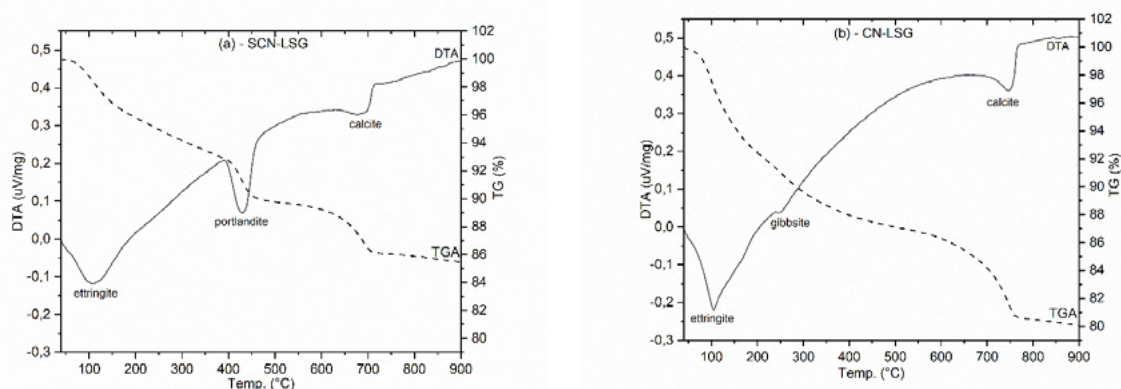 (a) - SCN-LSG
DTA
0,5
0,4
0,3
0,2
0,1
0,0
-0,1
-0,2
-0,3
DTA (uV/mg)
calcite
portlandite
ettringite
TGA
102
100
98
96
94
92
90
88
86
84
82
80
TG (%)
100 200 300 400 500 600 700 800 900
Temp. (°C)
(b) - CN-LSG
DTA
0,5
0,4
0,3
0,2
0,1
0,0
-0,1
-0,2
-0,3
DTA (uV/mg)
calcite
gibbsite
ettringite
TGA
102
100
98
96
94
92
90
88
86
84
82
80
TG (%)
100 200 300 400 500 600 700 800 900
Temp. (°C)